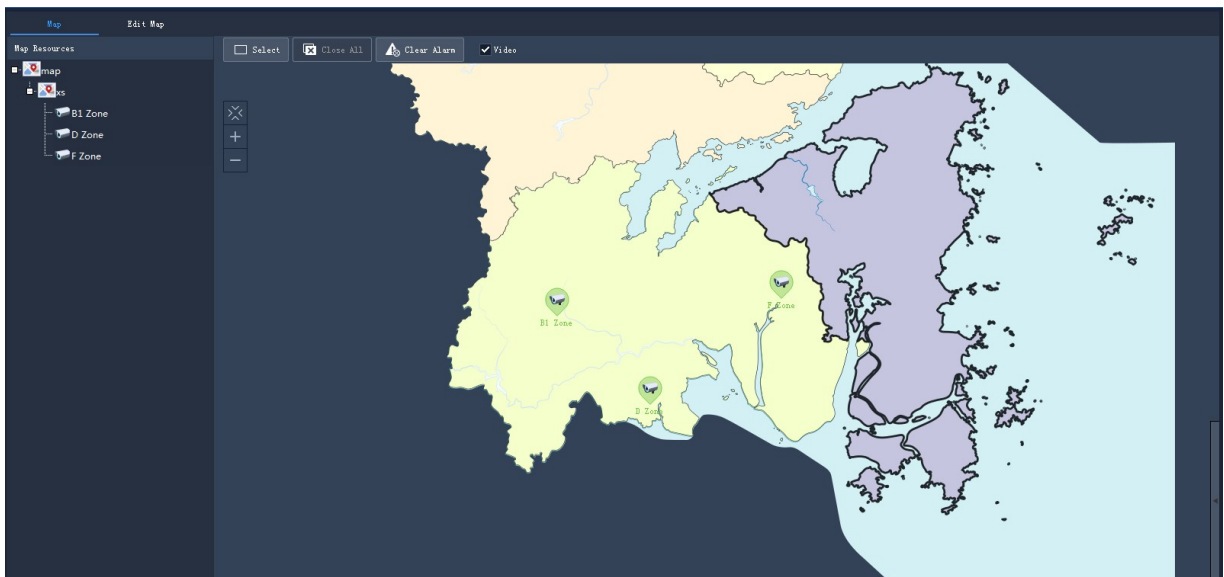 Map Edit Map
Map Resources
Select Close All Clear Alarm Video
map
xs
B1 Zone
D Zone
F Zone
F Zone
B1 Zone
D Zone